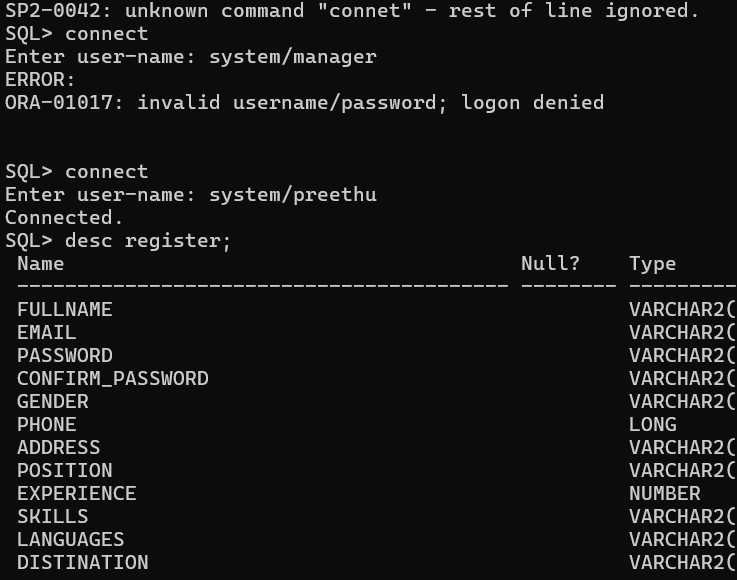 SP2-0042: unknown command "connet" - rest of line ignored.
SQL> connect
Enter user-name: system/manager
ERROR:
ORA-01017: invalid username/password; logon denied
SQL> connect
Enter user-name: system/preethu
Connected.
SQL> desc register;
Name Null? Type
----------------------------------------- -------- ---------
FULLNAME VARCHAR2(
EMAIL VARCHAR2(
PASSWORD VARCHAR2(
CONFIRM_PASSWORD VARCHAR2(
GENDER VARCHAR2(
PHONE LONG
ADDRESS VARCHAR2(
POSITION VARCHAR2(
EXPERIENCE NUMBER
SKILLS VARCHAR2(
LANGUAGES VARCHAR2(
DISTINATION VARCHAR2(